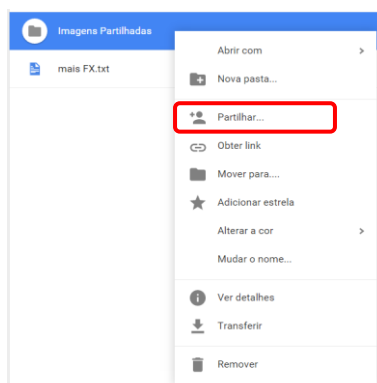 Imagens Partilhadas
mais FX.txt
Abrir com
Nova pasta...
Partilhar...
Obter link
Mover para....
Adicionar estrela
Alterar a cor
Mudar o nome...
Ver detalhes
Transferir
Remover